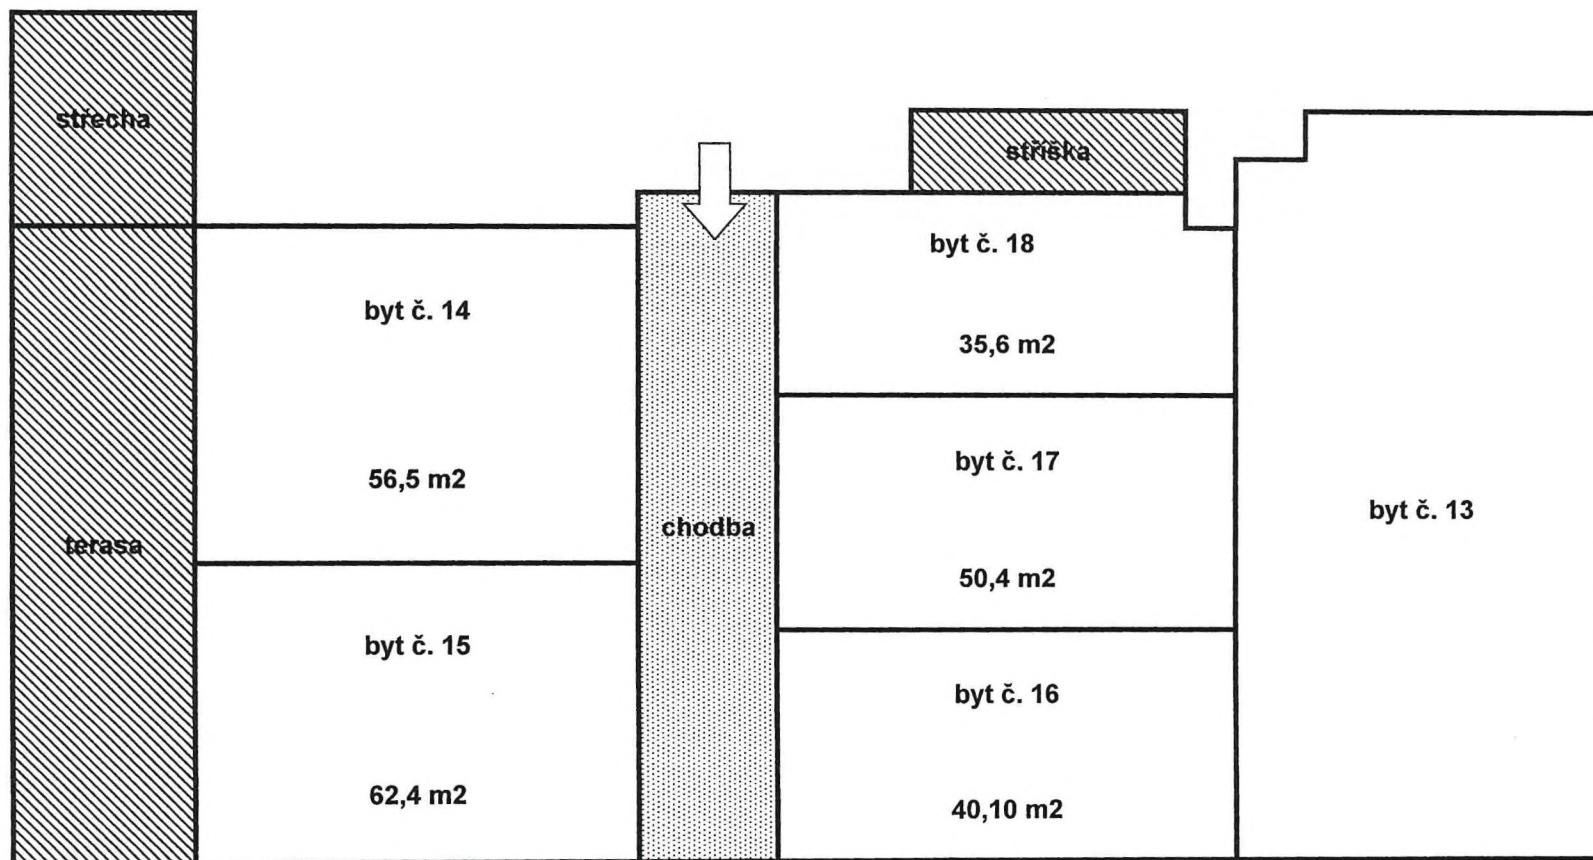 střecha
stříška
byt č. 18
35,6 m2
byt č. 14
56,5 m2
byt č. 17
50,4 m2
byt č. 13
chodba
terasa
byt č. 15
62,4 m2
byt č. 16
40,10 m2